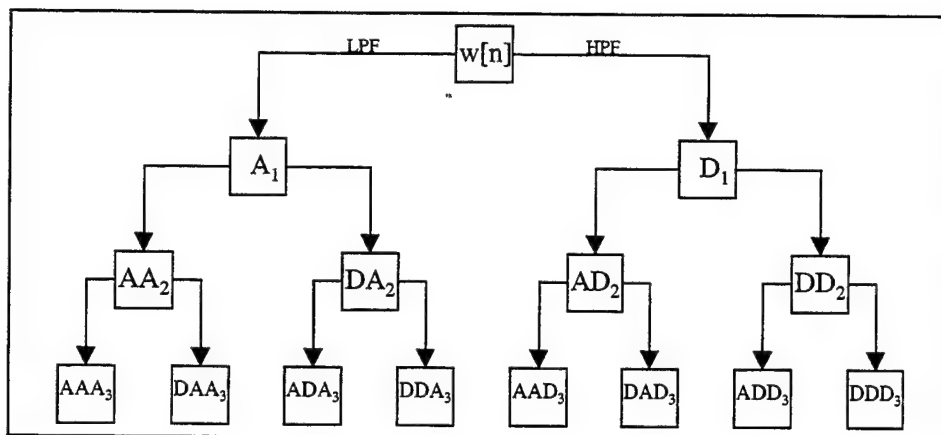 LPF w[n] HPF
A₁ D₁
AA₂ DA₂ AD₂ DD₂
AAA₃ DAA₃ ADA₃ DDA₃ AAD₃ DAD₃ ADD₃ DDD₃